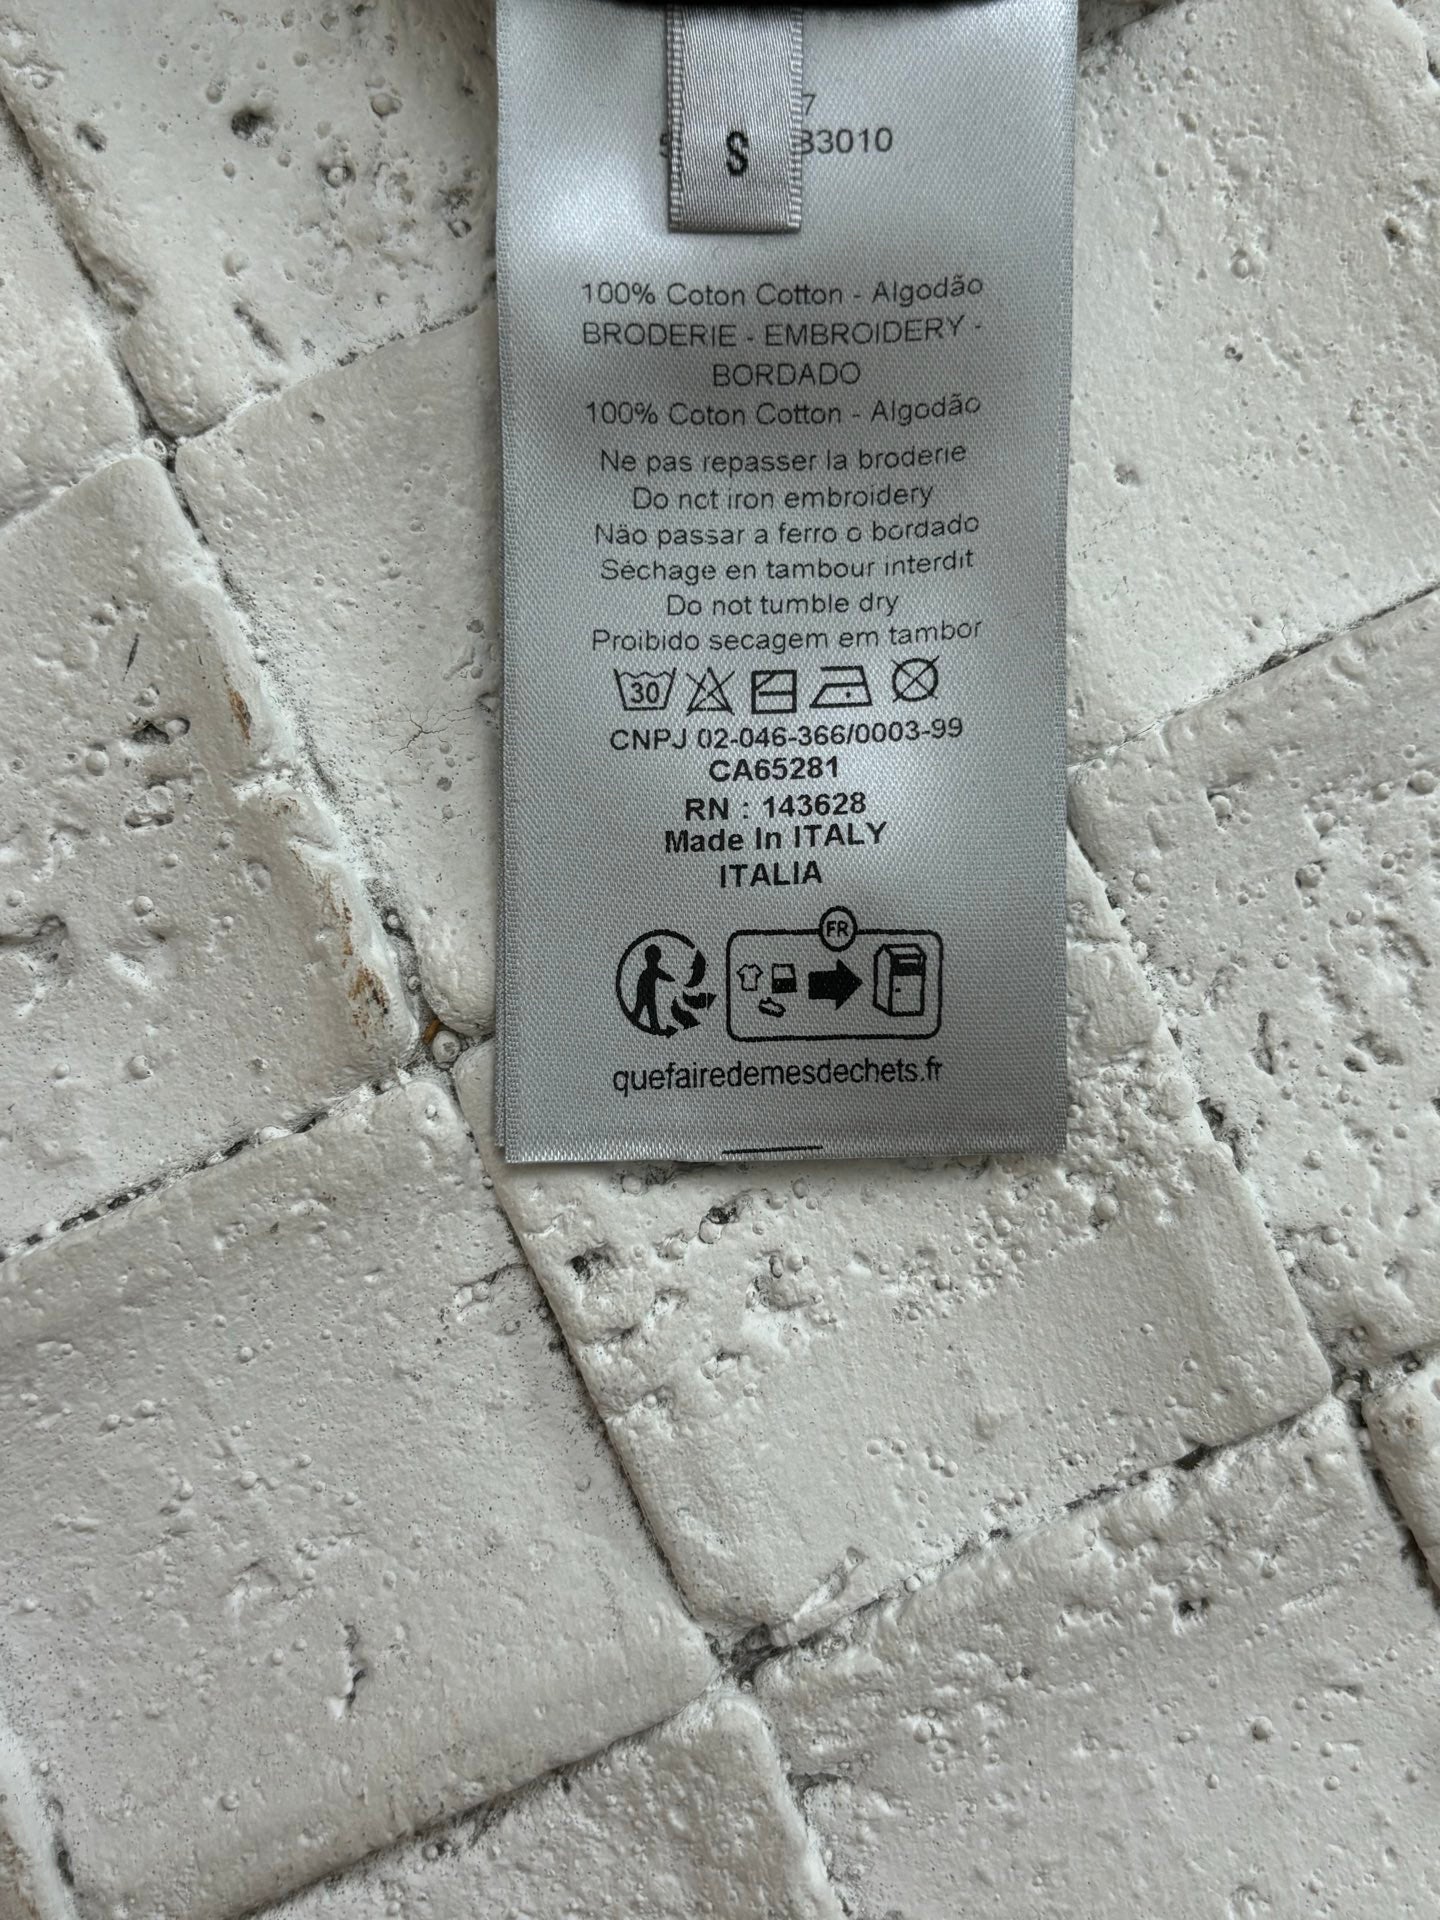 7
S 83010
100% Coton Cotton - Algodão
BRODERIE - EMBROIDERY -
BORDADO
100% Coton Cotton - Algodão
Ne pas repasser la broderie
Do nct iron embroidery
Não passar a ferro o bordado
Séchage en tambour interdit
Do not tumble dry
Proibido secagem em tambor
30
CNPJ 02-046-366/0003-99
CA65281
RN : 143628
Made In ITALY
ITALIA
FR
quefairedemesdechets.fr